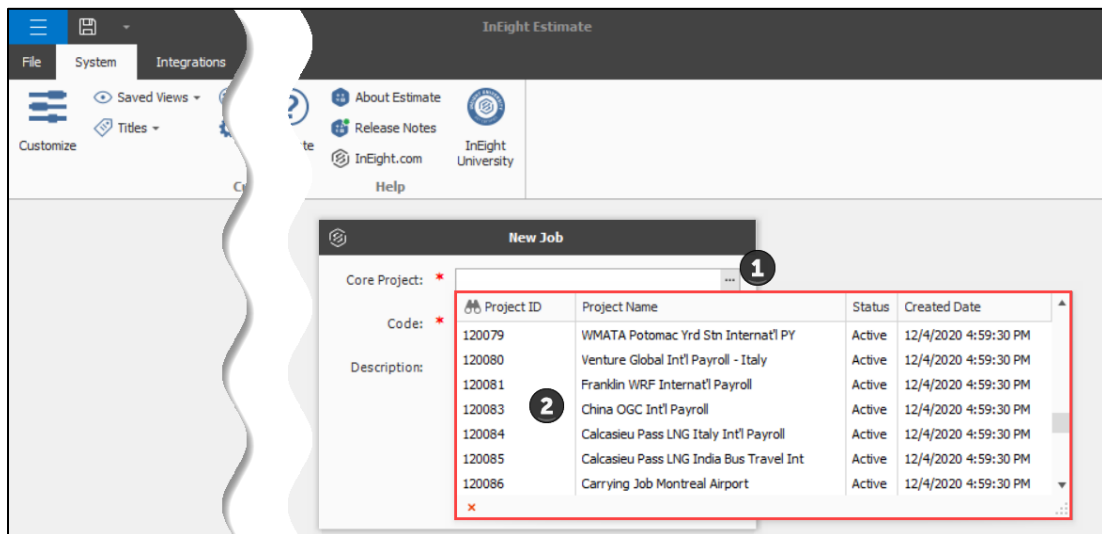 InEight Estimate
File System Integrations
Saved Views
About Estimate
Titles
Release Notes
Customize
InEight.com
InEight
University
Help
New Job
1
Core Project: *
...
Project ID Project Name Status Created Date
Code: *
120079 WMATA Potomac Yrd Stn Internat'l PY Active 12/4/2020 4:59:30 PM
120080 Venture Global Int'l Payroll - Italy Active 12/4/2020 4:59:30 PM
Description:
120081 Franklin WRF Internat'l Payroll Active 12/4/2020 4:59:30 PM
120083 2 China OGC Int'l Payroll Active 12/4/2020 4:59:30 PM
120084 Calcasieu Pass LNG Italy Int'l Payroll Active 12/4/2020 4:59:30 PM
120085 Calcasieu Pass LNG India Bus Travel Int Active 12/4/2020 4:59:30 PM
120086 Carrying Job Montreal Airport Active 12/4/2020 4:59:30 PM